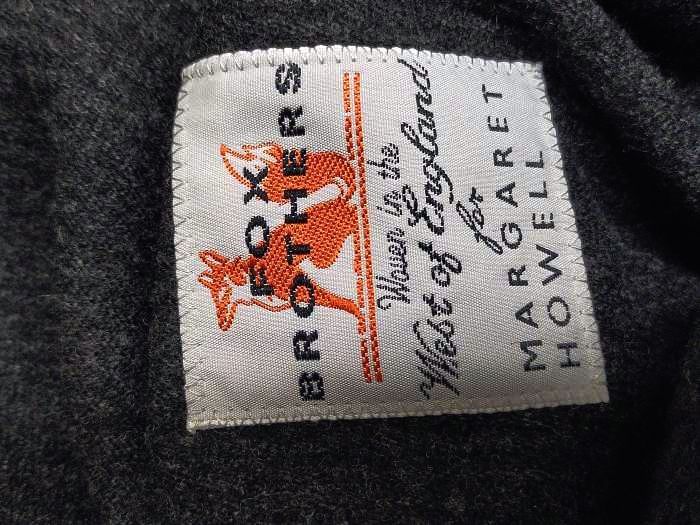 FOX
BROTHERS
Woven in the
West of England
for
MARGARET
HOWELL